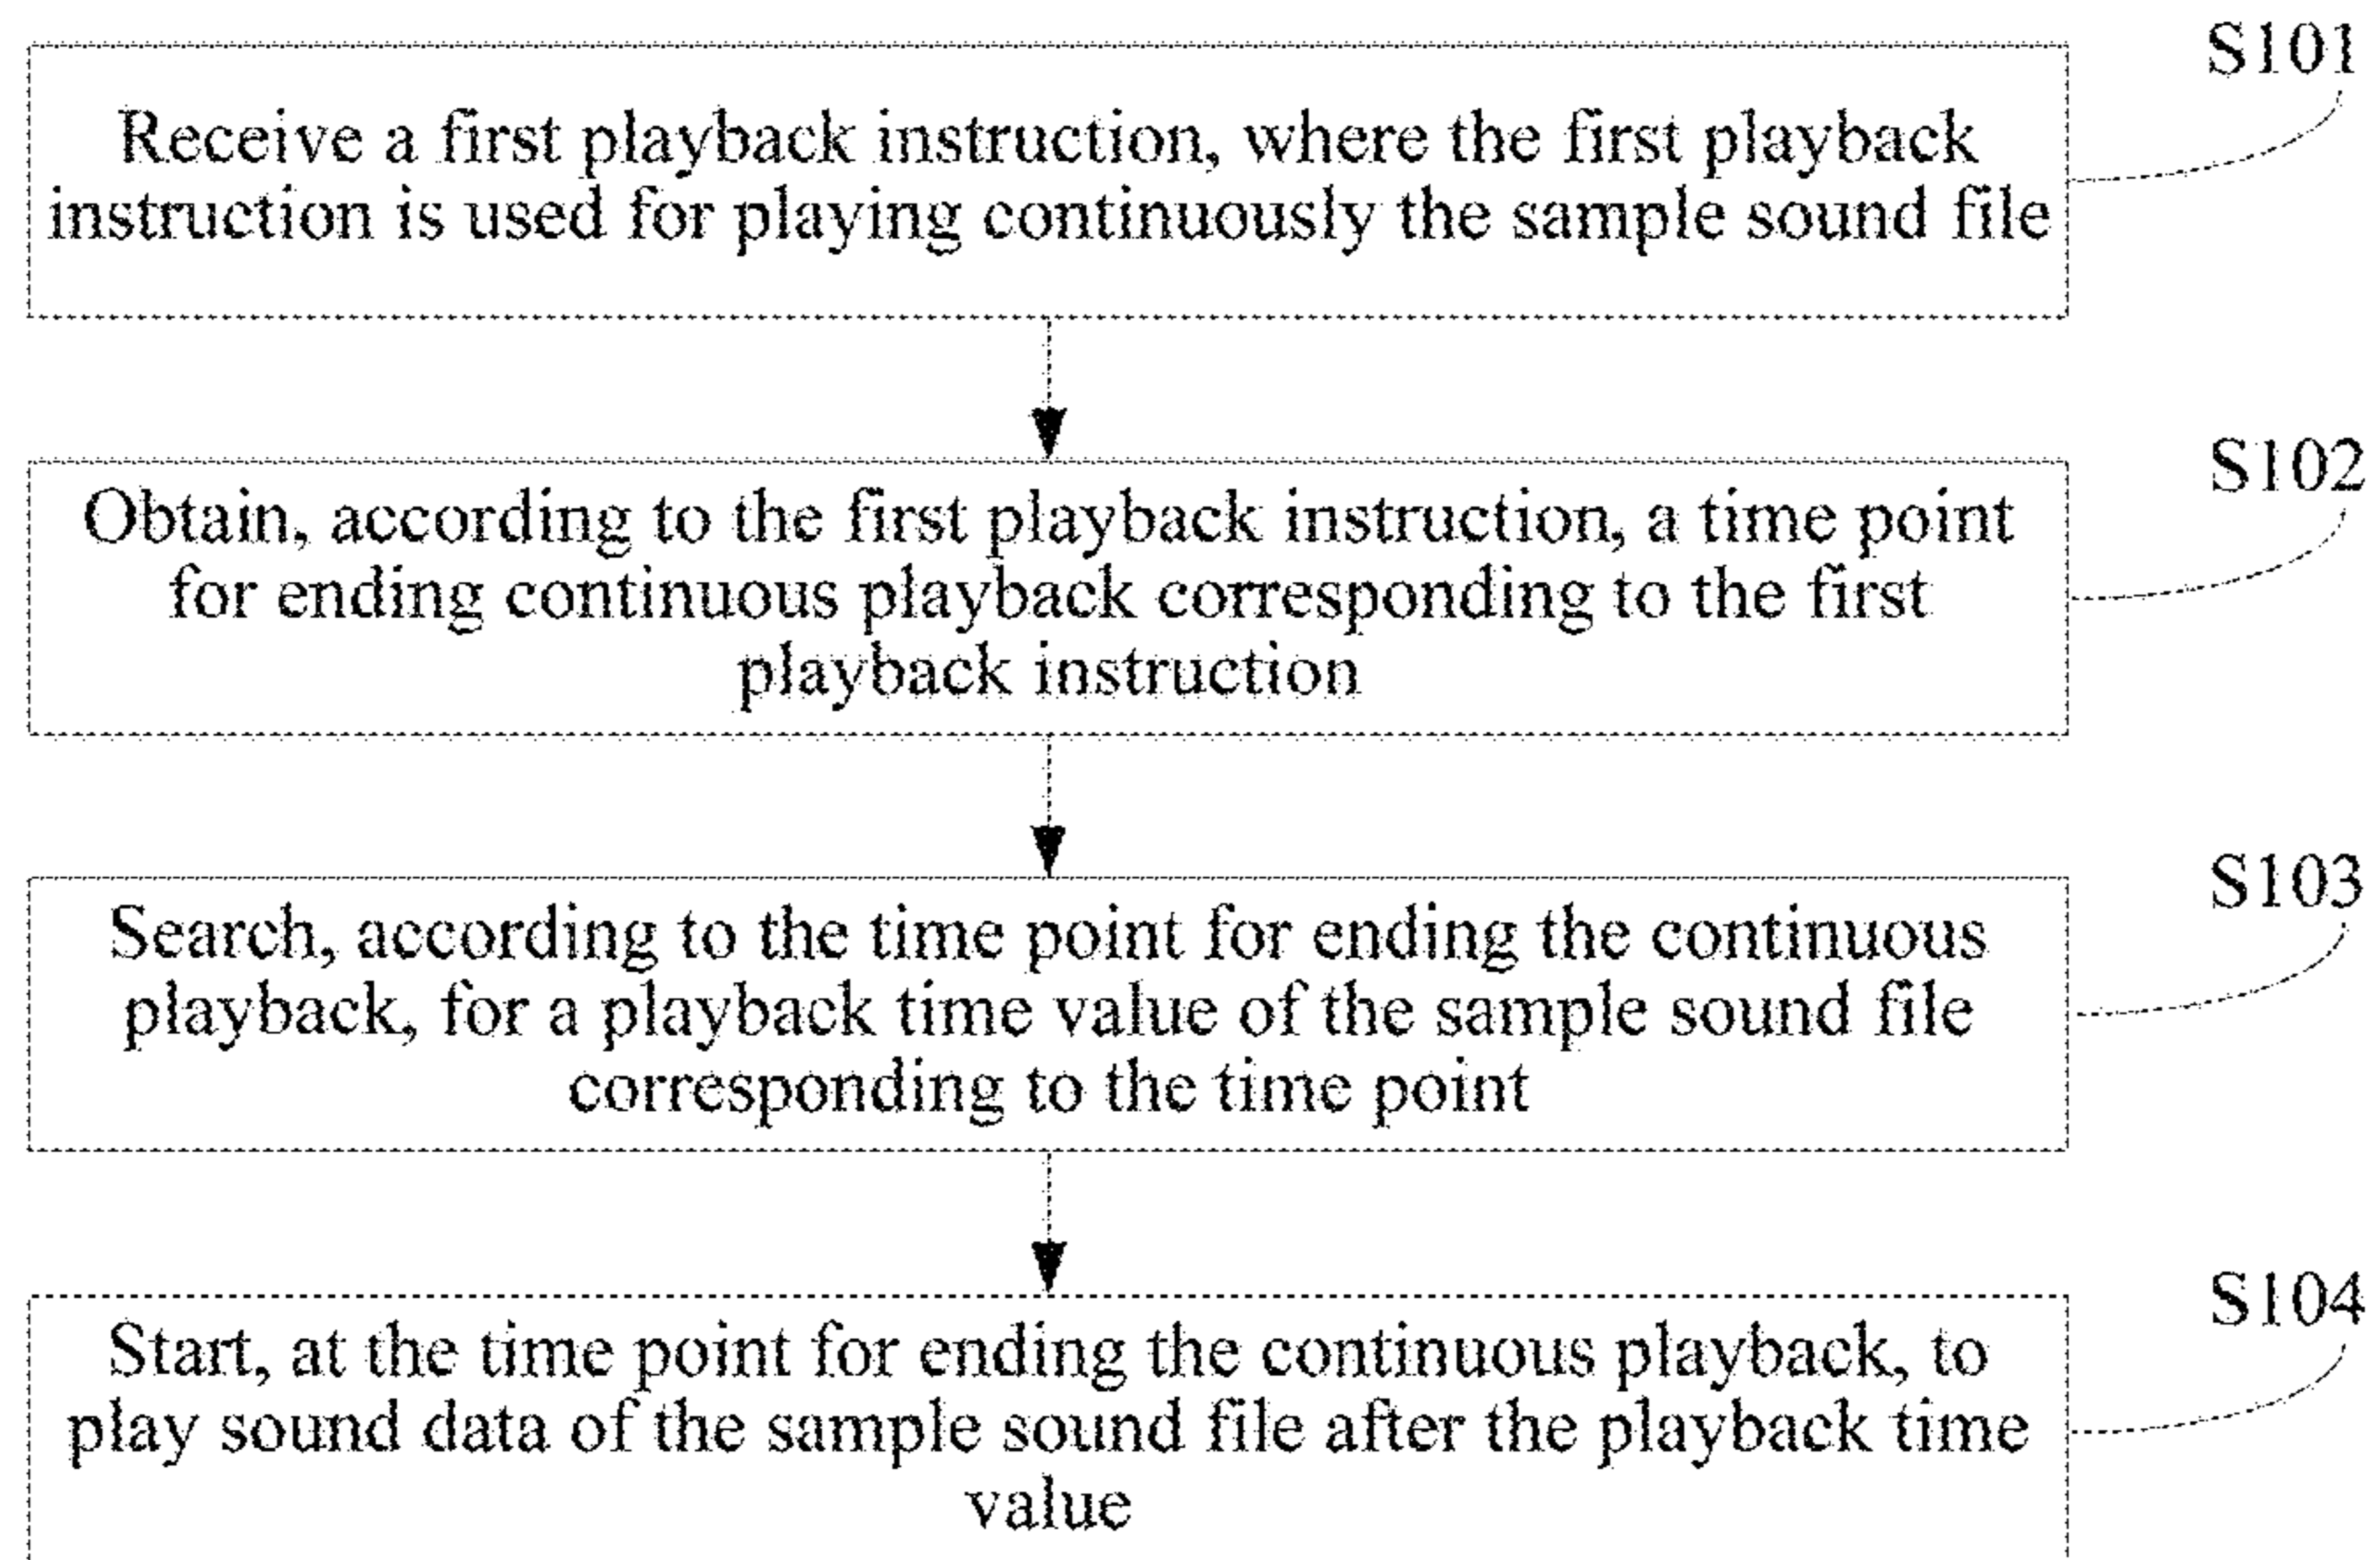 S101
Receive a first playback instruction, where the first playback
instruction is used for playing continuously the sample sound file
S102
Obtain, according to the first playback instruction, a time point
for ending continuous playback corresponding to the first
playback instruction
S103
Search, according to the time point for ending the continuous
playback, for a playback time value of the sample sound file
corresponding to the time point
S104
Start, at the time point for ending the continuous playback, to
play sound data of the sample sound file after the playback time
value